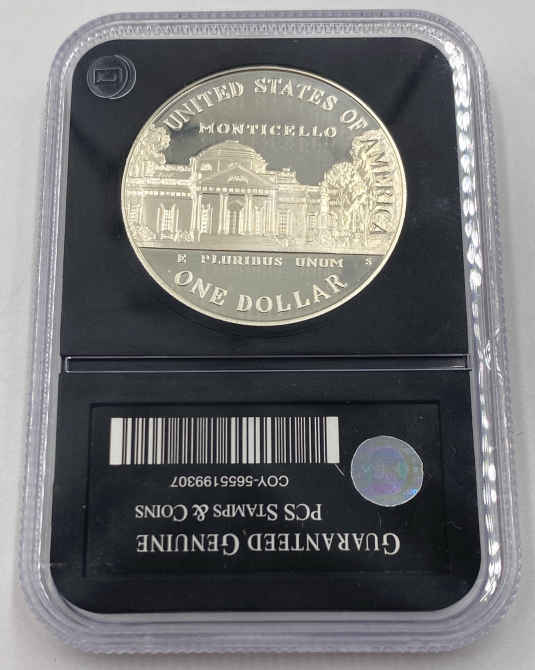 UNITED STATES OF AMERICA
MONTICELLO
E PLURIBUS UNUM S
ONE DOLLAR
GUARANTEED GENUINE
PCS STAMPS & COINS
COY-5655199307